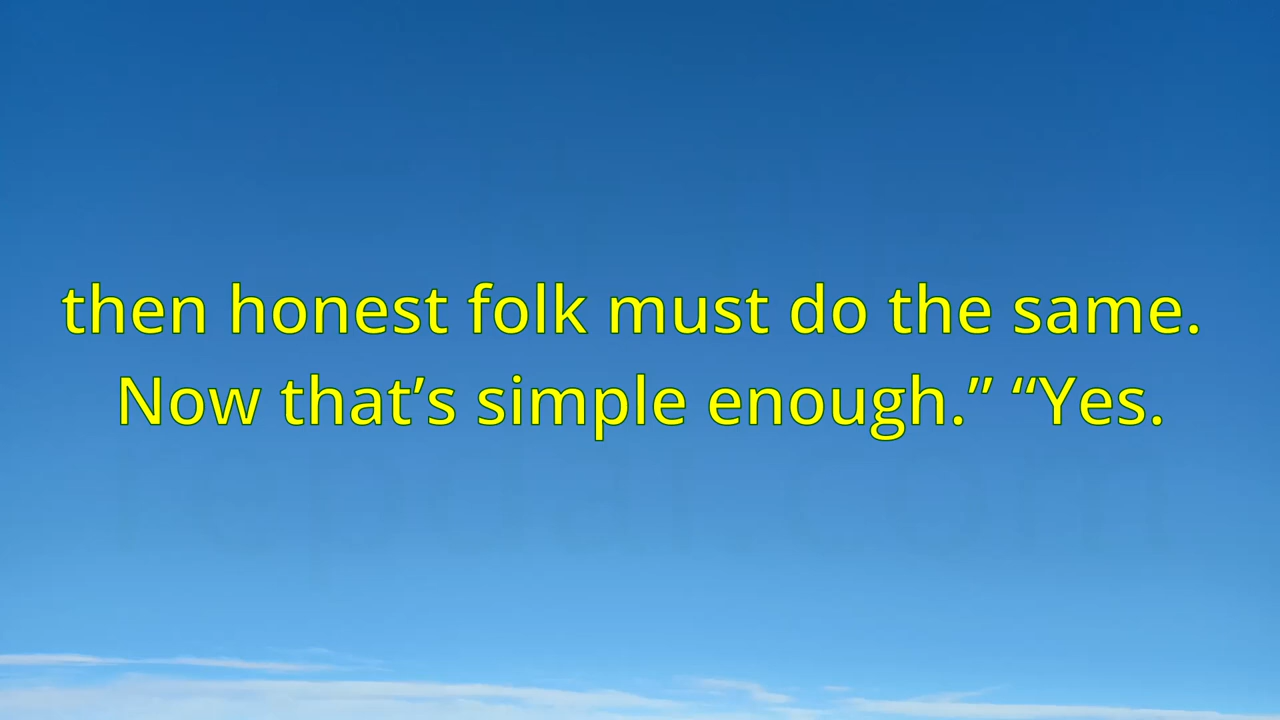 then honest folk must do the same.
Now that’s simple enough.” “Yes.